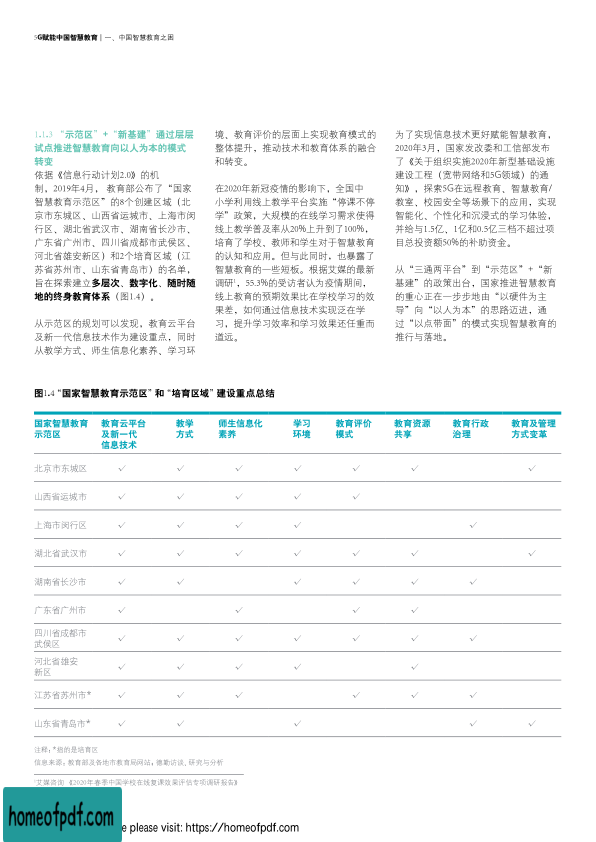 5G赋能中国智慧教育 | 一、中国智慧教育之困
1.1.3 “示范区” + “新基建” 通过层层
试点推进智慧教育向以人为本的模式
转变
依据《信息行动计划2.0》的机
制，2019年4月， 教育部公布了“国家
智慧教育示范区”的8个创建区域（北
京市东城区、山西省运城市、上海市闵
行区、湖北省武汉市、湖南省长沙市、
广东省广州市、四川省成都市武侯区、
河北省雄安新区）和2个培育区域（江
苏省苏州市、山东省青岛市）的名单，
旨在探索建立多层次、数字化、随时随
地的终身教育体系（图1.4）。
从示范区的规划可以发现，教育云平台
及新一代信息技术作为建设重点，同时
从教学方式、师生信息化素养、学习环
境、教育评价的层面上实现教育模式的
整体提升，推动技术和教育体系的融合
和转变。
在2020年新冠疫情的影响下，全国中
小学利用线上教学平台实施“停课不停
学”政策，大规模的在线学习需求使得
线上教学普及率从20%上升到了100%，
培育了学校、教师和学生对于智慧教育
的认知和应用。但与此同时，也暴露了
智慧教育的一些短板。根据艾媒的最新
调研¹，55.3%的受访者认为疫情期间，
线上教育的预期效果比在学校学习的效
果差，如何通过信息技术实现泛在学
习，提升学习效率和学习效果还任重而
道远。
为了实现信息技术更好赋能智慧教育，
2020年3月，国家发改委和工信部发布
了《关于组织实施2020年新型基础设施
建设工程（宽带网络和5G领域）的通
知》，探索5G在远程教育、智慧教育/
教室、校园安全等场景下的应用，实现
智能化、个性化和沉浸式的学习体验，
并给与1.5亿、1亿和0.5亿三档不超过项
目总投资额50%的补助资金。
从“三通两平台”到“示范区”+“新
基建”的政策出台，国家推进智慧教育
的重心正在一步步地由“以硬件为主
导”向“以人为本”的思路迈进，通
过“以点带面”的模式实现智慧教育的
推行与落地。
图1.4 “国家智慧教育示范区” 和 “培育区域” 建设重点总结
国家智慧教育 教育云平台 教学 师生信息化 学习 教育评价 教育资源 教育行政 教育及管理
示范区 及新一代 方式 素养 环境 模式 共享 治理 方式变革
信息技术
北京市东城区 ✓ ✓ ✓ ✓ ✓ ✓ ✓
山西省运城市 ✓ ✓ ✓ ✓ ✓
上海市闵行区 ✓ ✓ ✓ ✓ ✓
湖北省武汉市 ✓ ✓ ✓ ✓ ✓ ✓ ✓
湖南省长沙市 ✓ ✓ ✓ ✓ ✓ ✓
广东省广州市 ✓ ✓ ✓ ✓
四川省成都市
武侯区 ✓ ✓ ✓ ✓ ✓ ✓ ✓
河北省雄安
新区 ✓ ✓ ✓ ✓ ✓
江苏省苏州市* ✓ ✓ ✓ ✓ ✓ ✓
山东省青岛市* ✓ ✓ ✓ ✓ ✓
注释：*指的是培育区
信息来源：教育部及各地市教育局网站；德勤访谈, 研究与分析
¹艾媒咨询 《2020年春季中国学校在线复课效果评估专项调研报告》
homeofpdf.com
e please visit: https://homeofpdf.com